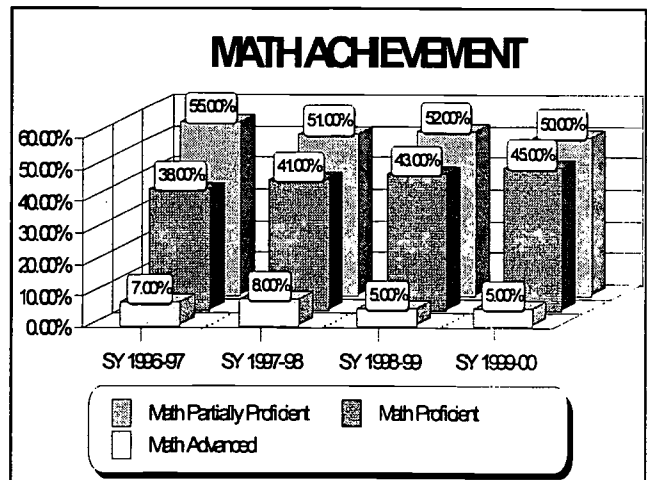 MATH ACHIEVEMENT
55.00% 51.00% 52.00% 50.00%
38.00% 41.00% 43.00% 45.00%
7.00% 8.00% 5.00% 5.00%
60.00%
50.00%
40.00%
30.00%
20.00%
10.00%
0.00%
SY 1996-97 SY 1997-98 SY 1998-99 SY 1999-00
Math Partially Proficient Math Proficient
Math Advanced